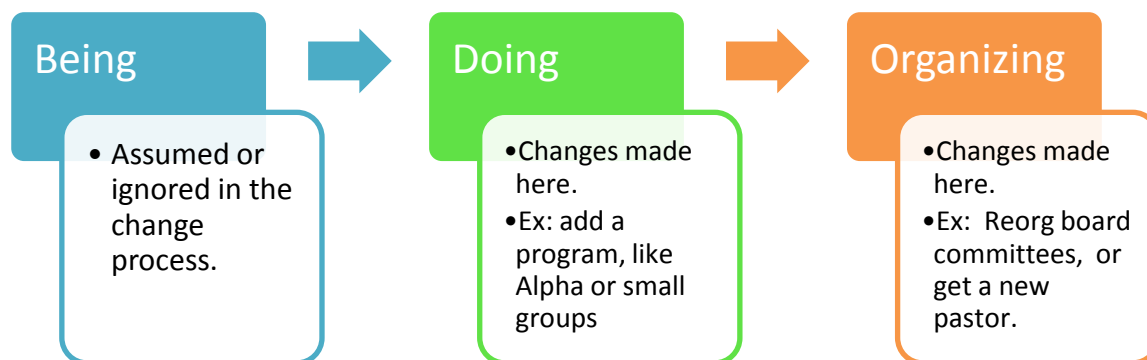 Being
• Assumed or
ignored in the
change
process.
Doing
•Changes made
here.
•Ex: add a
program, like
Alpha or small
groups
Organizing
•Changes made
here.
•Ex:  Reorg board
committees,  or
get a new
pastor.